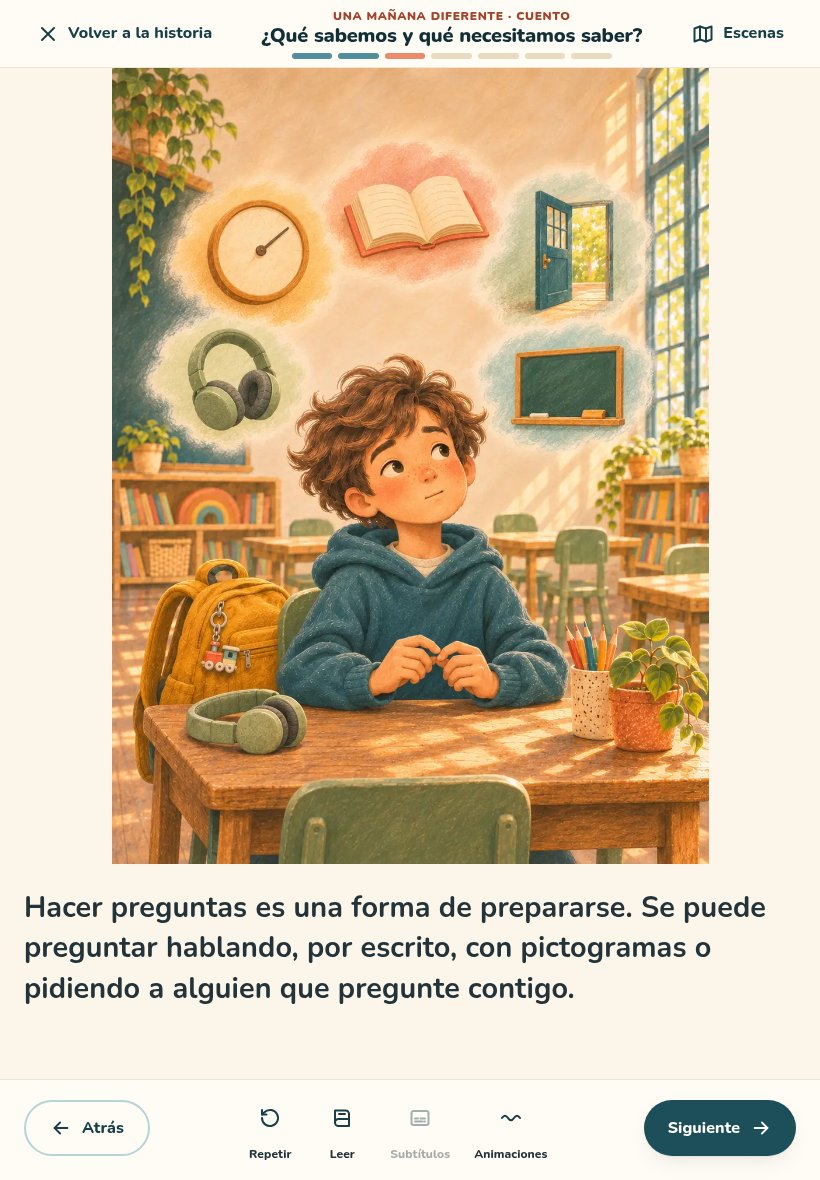 Volver a la historia
UNA MAÑANA DIFERENTE · CUENTO
¿Qué sabemos y qué necesitamos saber?
Escenas
Hacer preguntas es una forma de prepararse. Se puede
preguntar hablando, por escrito, con pictogramas o
pidiendo a alguien que pregunte contigo.
Atrás
Repetir
Leer
Subtítulos
Animaciones
Siguiente